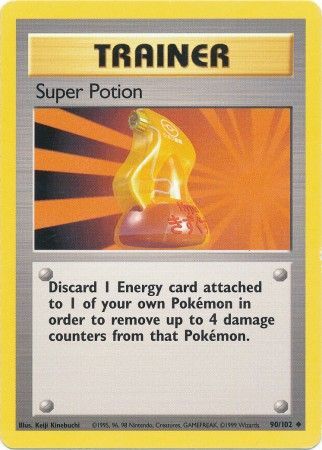 TRAINER
Super Potion
Discard 1 Energy card attached
to 1 of your own Pokémon in
order to remove up to 4 damage
counters from that Pokémon.
Illus. Keiji Kinebuchi ©1995, 96, 98 Nintendo, Creatures, GAMEFREAK. ©1999 Wizards. 90/102 ◆